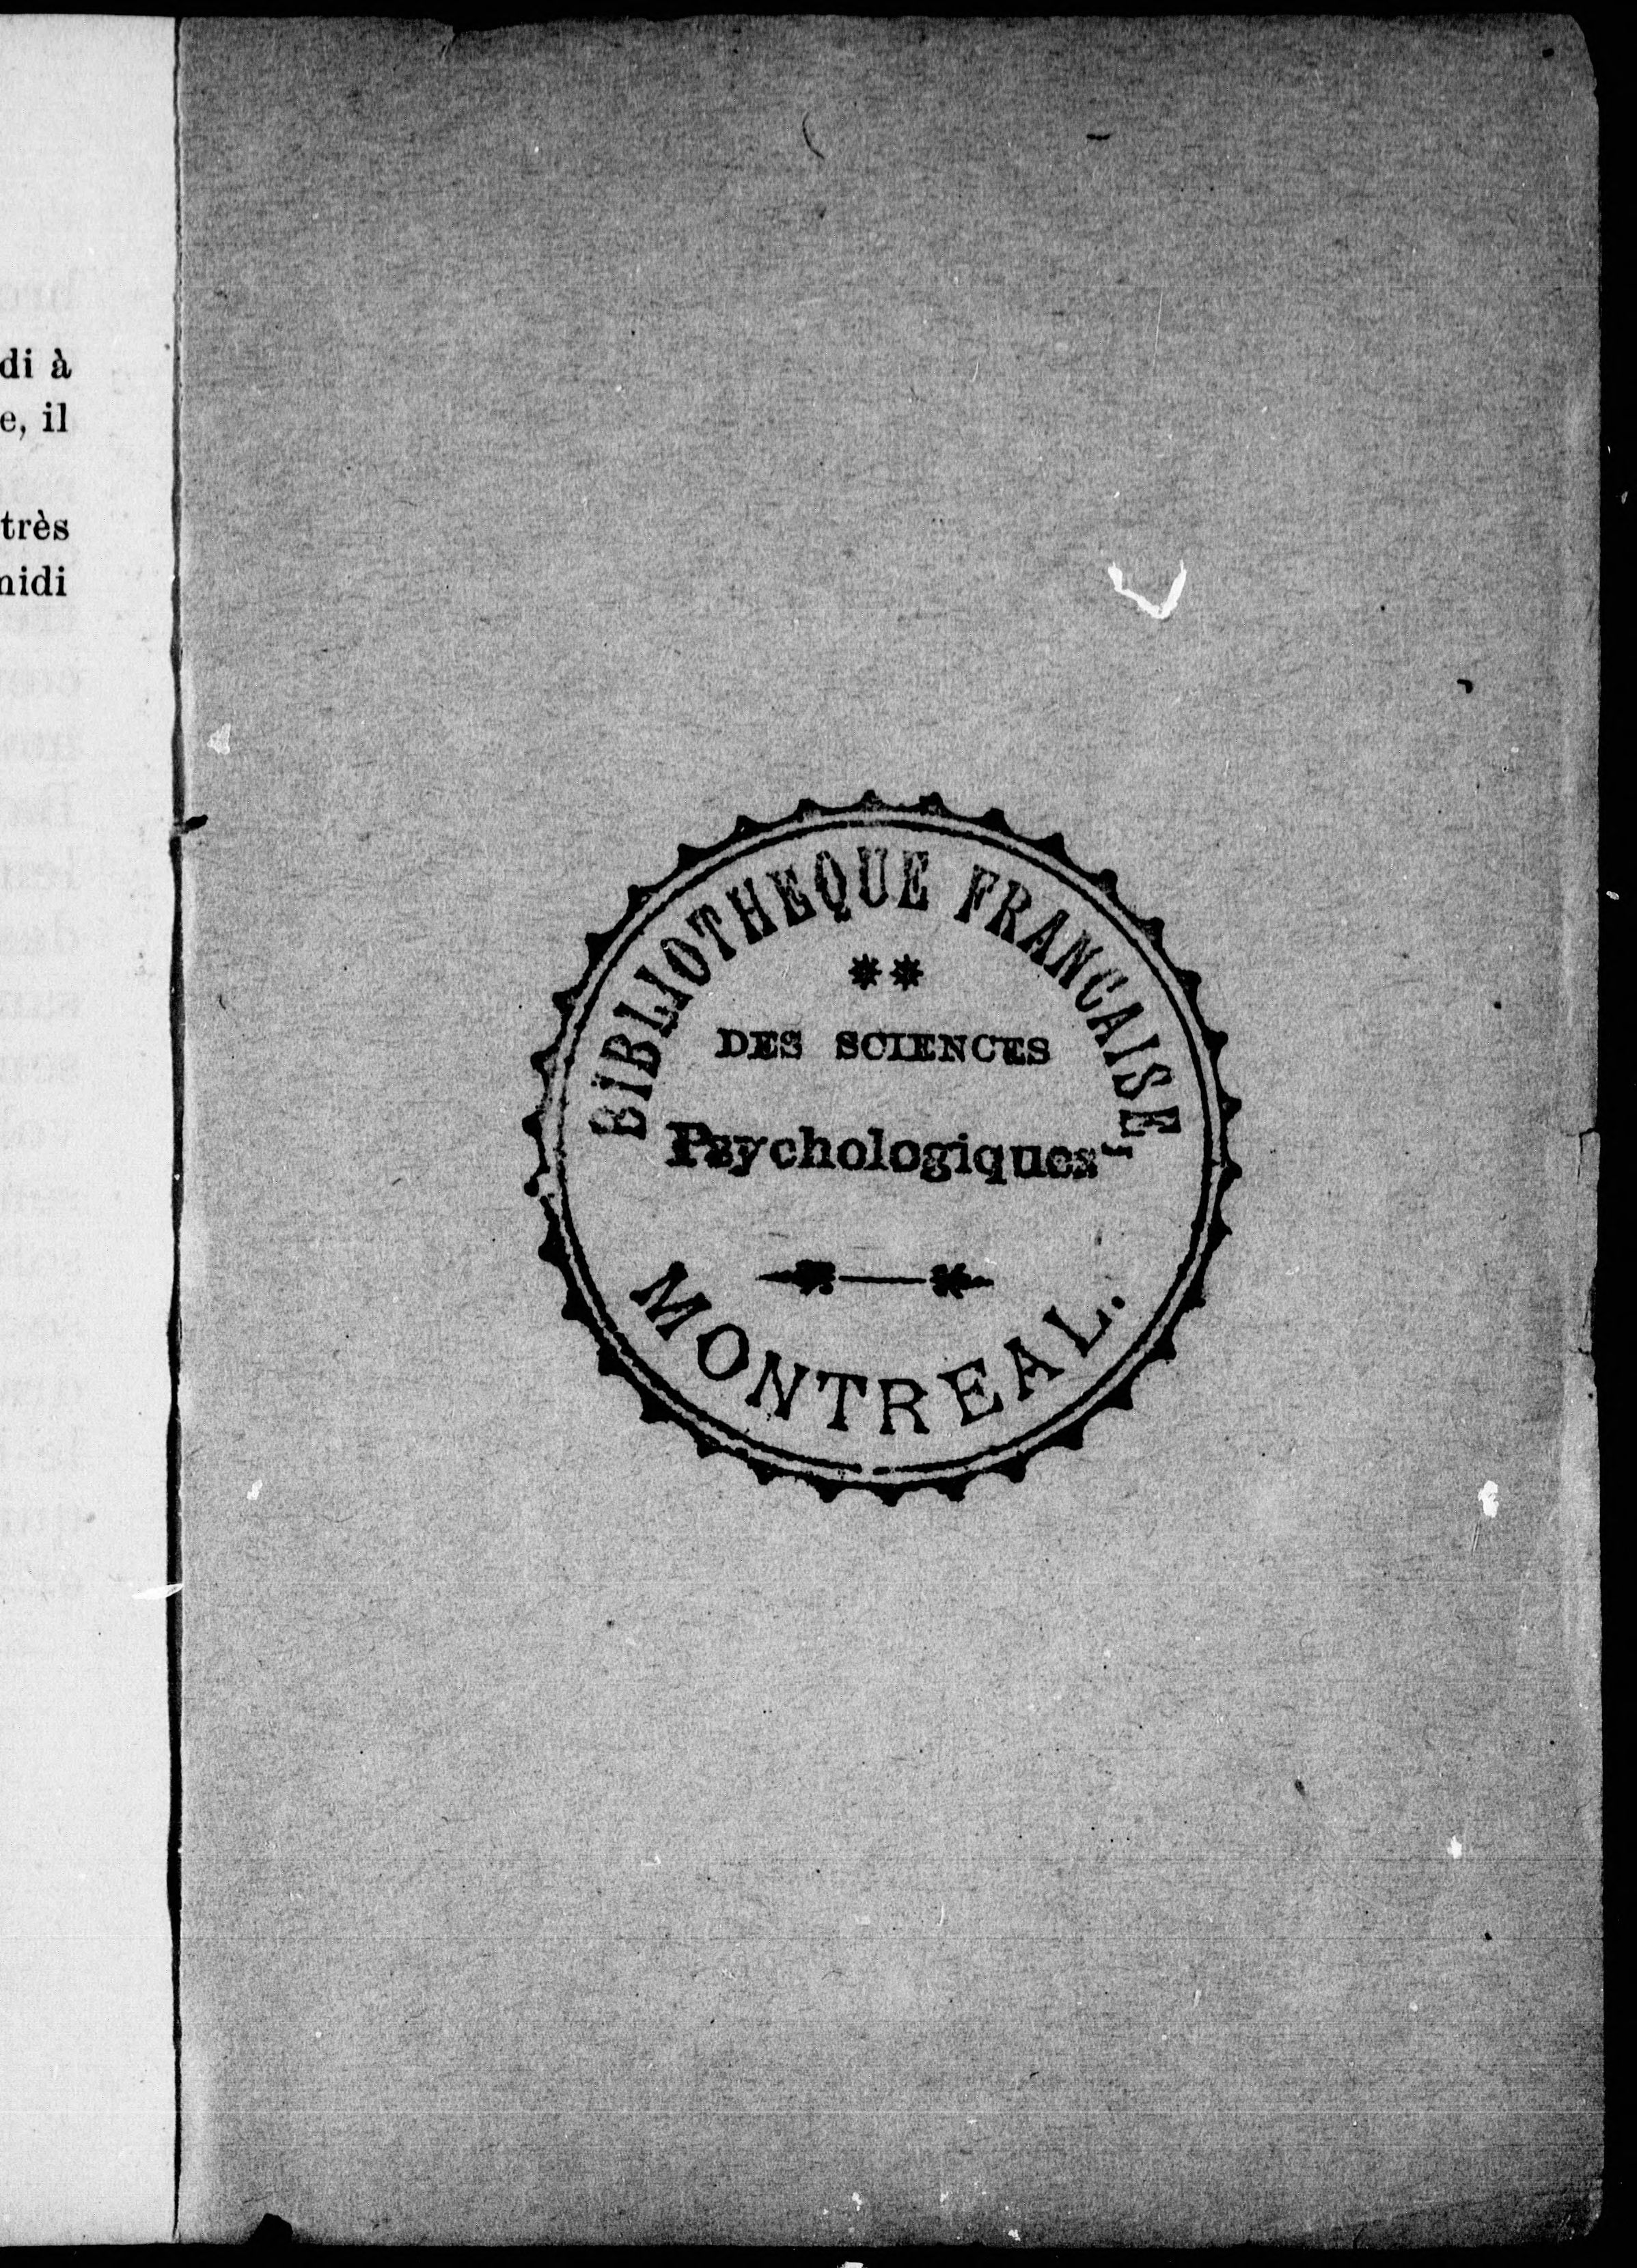 di à
e, il
très
midi
BIBLIOTHEQUE FRANCAISE
**
DES SCIENCES
Psychologiques
MONTREAL.